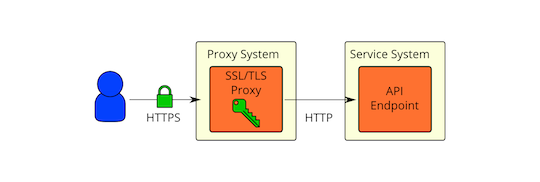 Proxy System
SSL/TLS
Proxy
HTTPS
HTTP
Service System
API
Endpoint